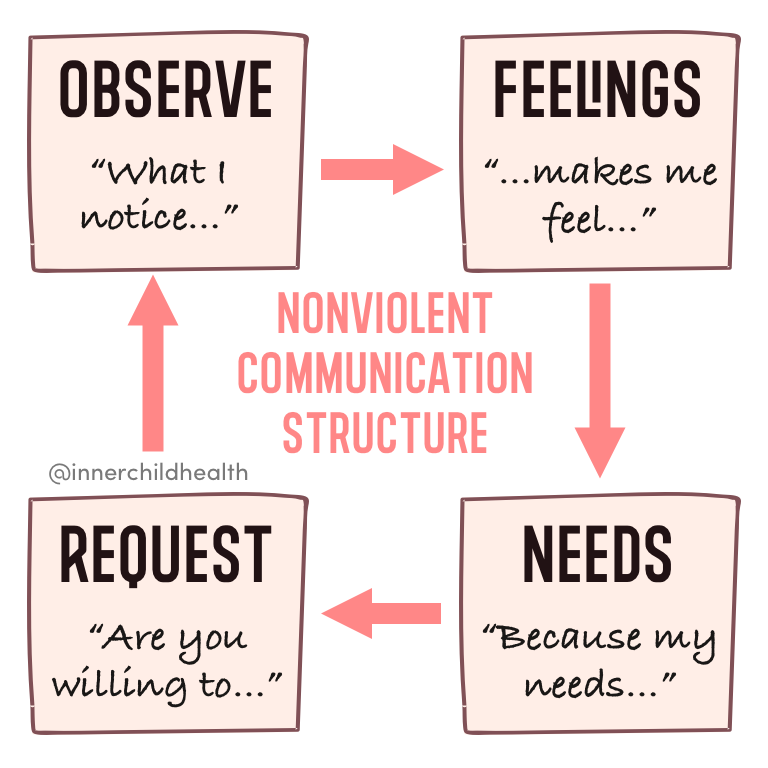 OBSERVE
“What I
notice...”
FEELINGS
“...makes me
feel...”
NONVIOLENT
COMMUNICATION
STRUCTURE
@innerchildhealth
REQUEST
“Are you
willing to...”
NEEDS
“Because my
needs...”